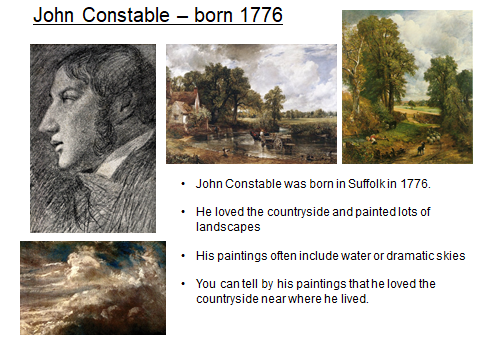 John Constable – born 1776
• John Constable was born in Suffolk in 1776.
• He loved the countryside and painted lots of
landscapes
• His paintings often include water or dramatic skies
• You can tell by his paintings that he loved the
countryside near where he lived.